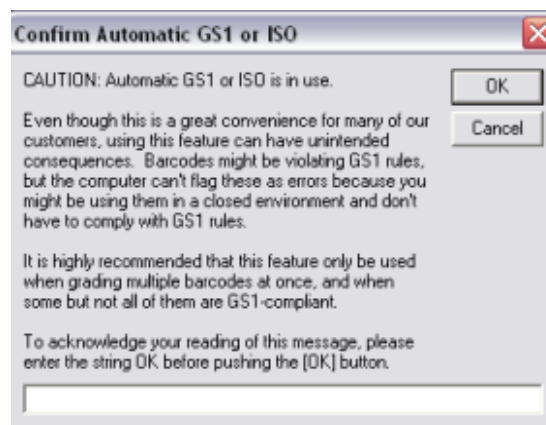 Confirm Automatic GS1 or ISO
CAUTION: Automatic GS1 or ISO is in use.
OK
Even though this is a great convenience for many of our
Cancel
customers, using this feature can have unintended
consequences. Barcodes might be violating GS1 rules,
but the computer can't flag these as errors because you
might be using them in a closed environment and don't
have to comply with GS1 rules.
It is highly recommended that this feature only be used
when grading multiple barcodes at once, and when
some but not all of them are GS1-compliant.
To acknowledge your reading of this message, please
enter the string OK before pushing the [OK] button.